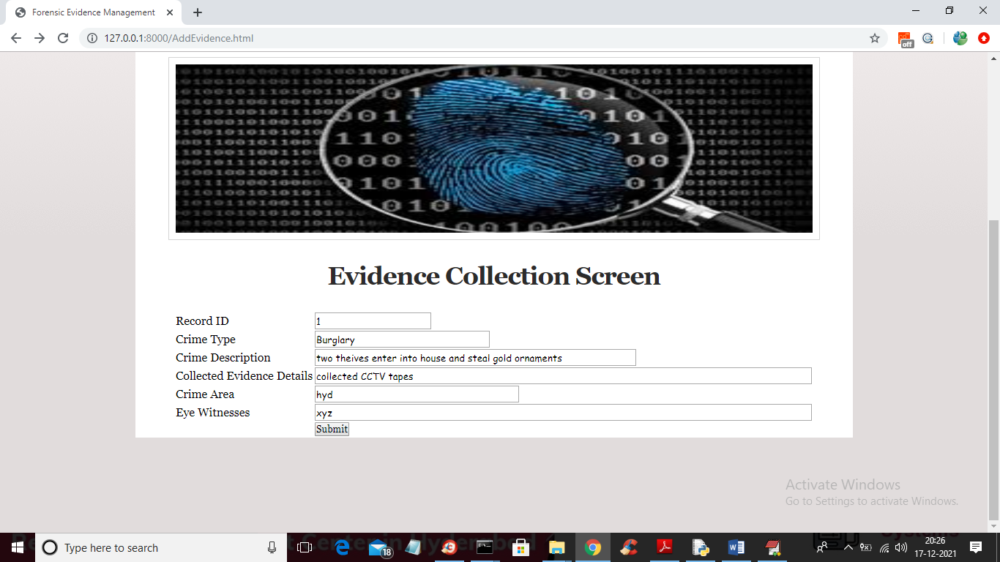 Forensic Evidence Management
127.0.0.1:8000/AddEvidence.html
off
Evidence Collection Screen
Record ID 1
Crime Type Burglary
Crime Description two theives enter into house and steal gold ornaments
Collected Evidence Details collected CCTV tapes
Crime Area hyd
Eye Witnesses xyz
Submit
Activate Windows
Go to Settings to activate Windows.
Type here to search
18
20:26
17-12-2021